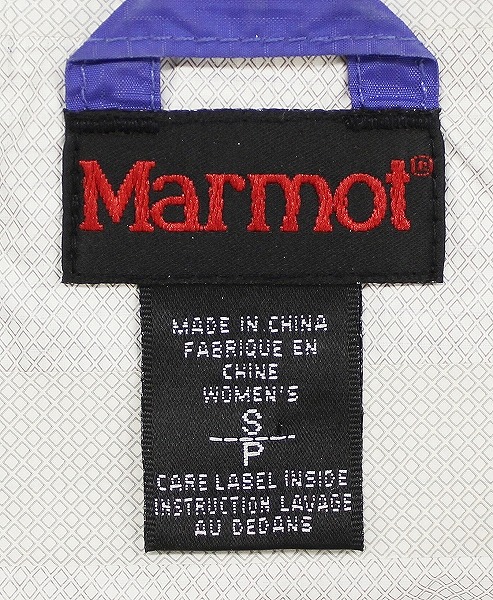 Marmot®
MADE IN CHINA
FABRIQUE EN
CHINE
WOMEN'S
S
P
CARE LABEL INSIDE
INSTRUCTION LAVAGE
AU DEDANS